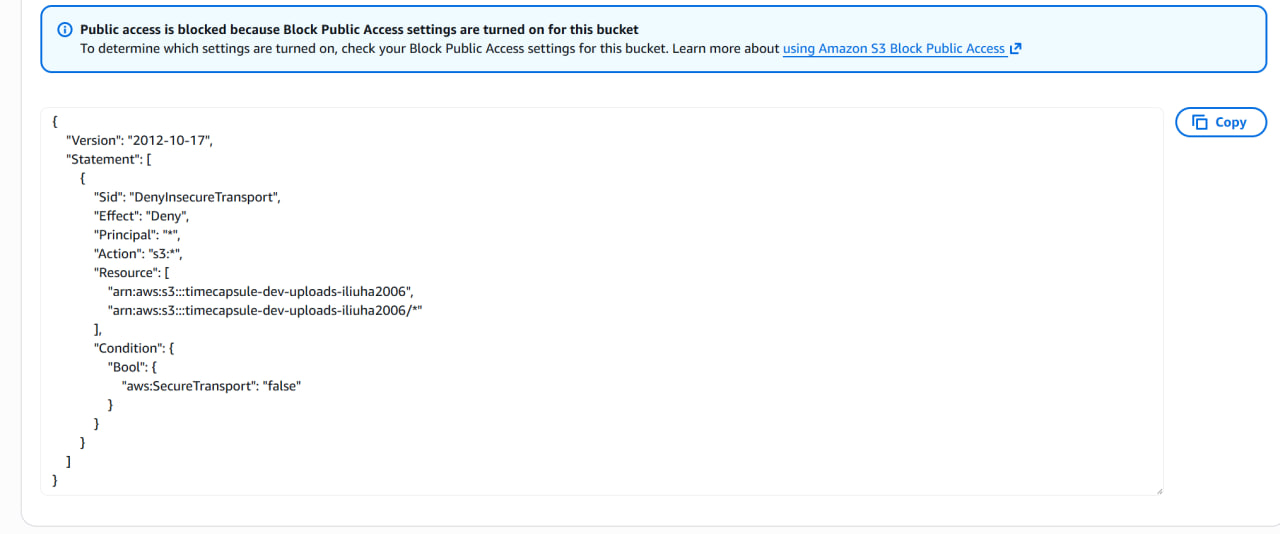 Public access is blocked because Block Public Access settings are turned on for this bucket
To determine which settings are turned on, check your Block Public Access settings for this bucket. Learn more about using Amazon S3 Block Public Access
{
"Version": "2012-10-17",
"Statement": [
{
"Sid": "DenyInsecureTransport",
"Effect": "Deny",
"Principal": "*",
"Action": "s3:*",
"Resource": [
"arn:aws:s3:::timecapsule-dev-uploads-iliuha2006",
"arn:aws:s3:::timecapsule-dev-uploads-iliuha2006/*"
],
"Condition": {
"Bool": {
"aws:SecureTransport": "false"
}
}
}
]
}
Copy